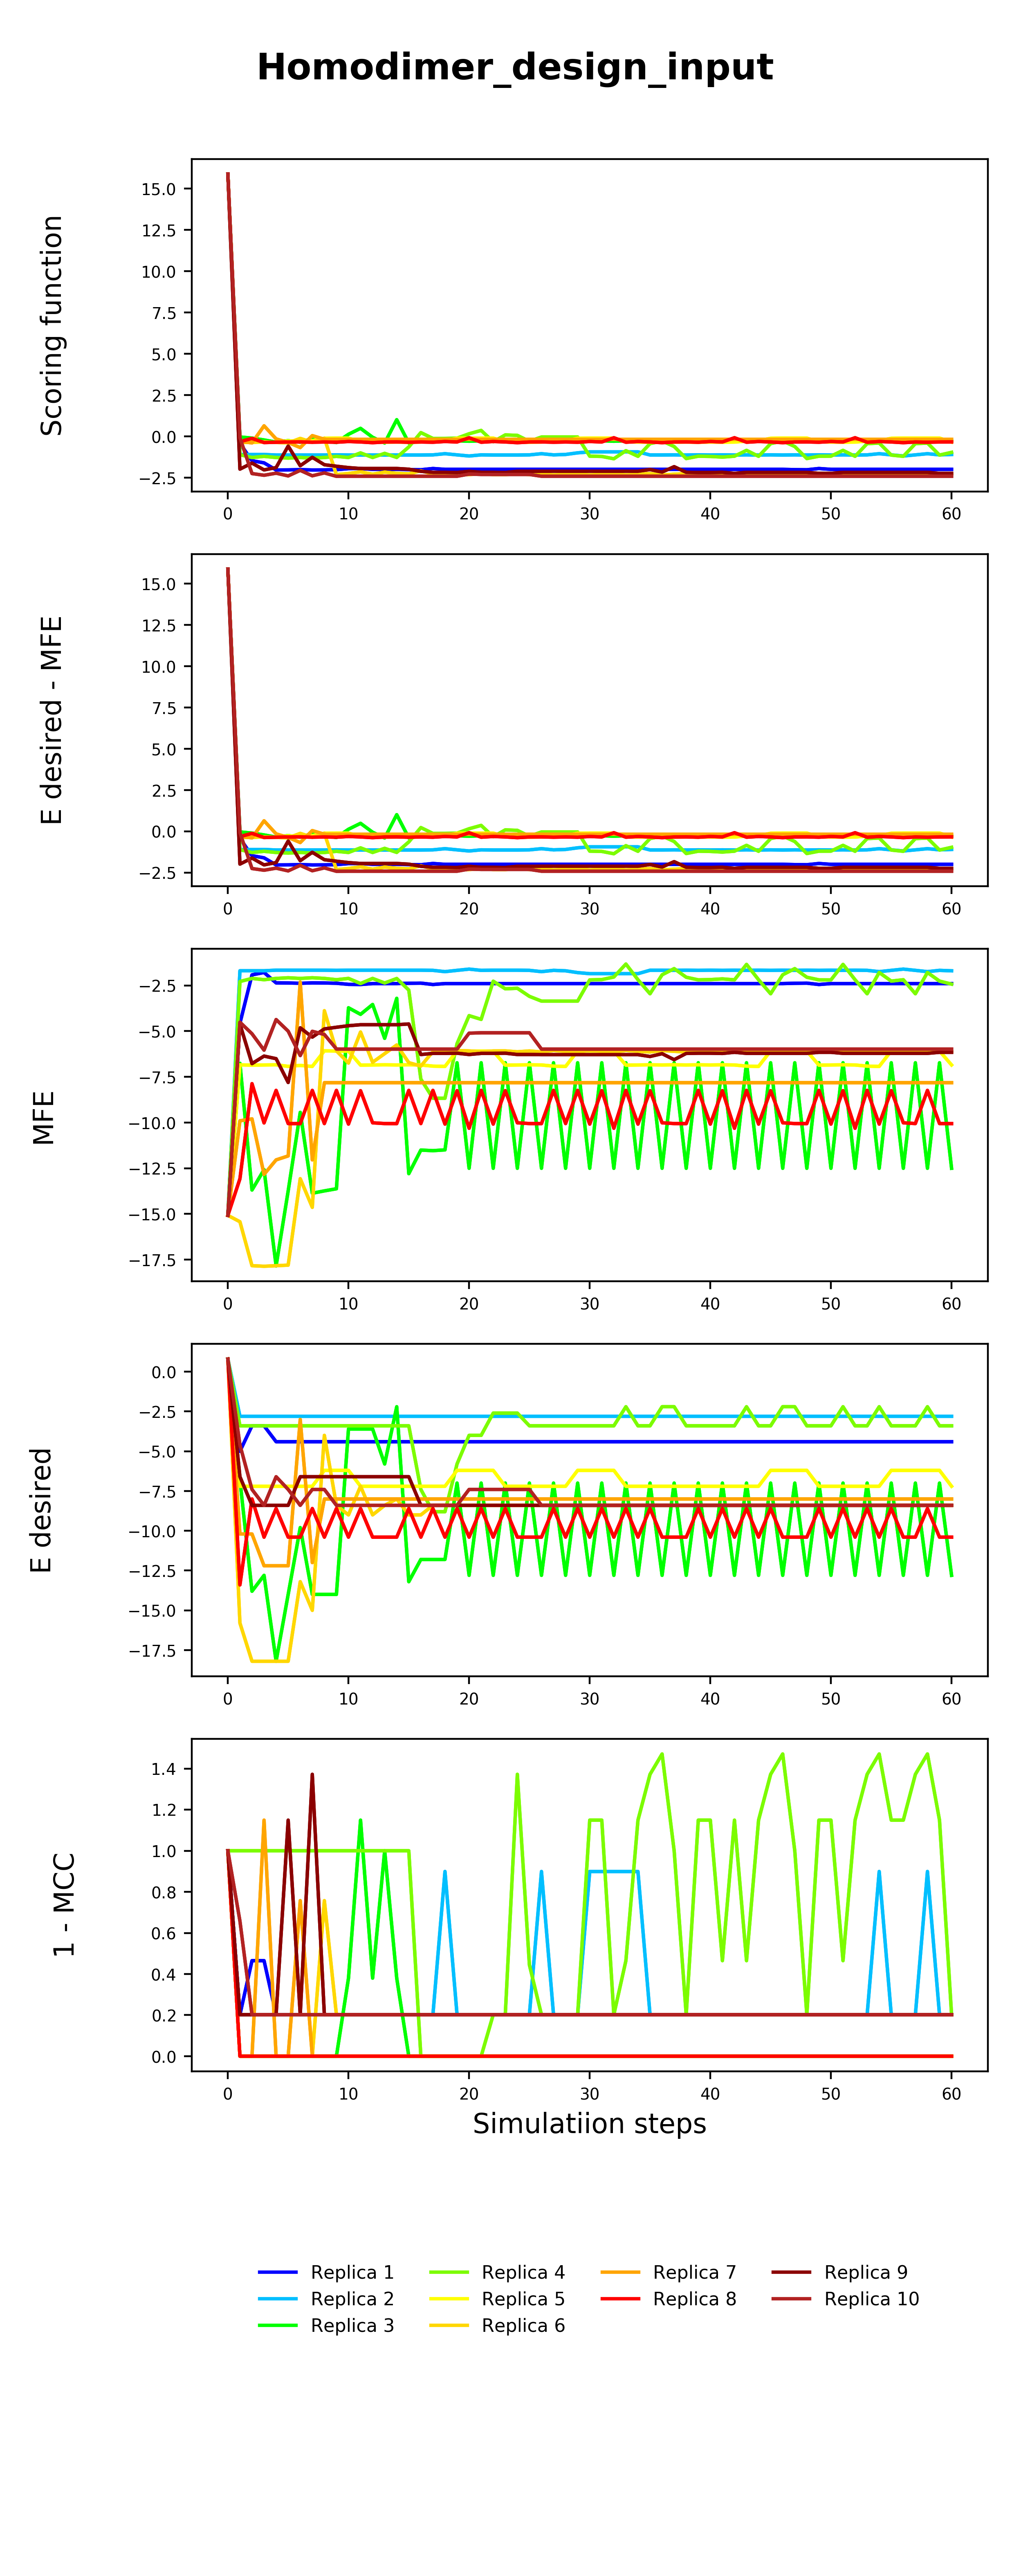 Homodimer_design_input
Scoring function
15.0
12.5
10.0
7.5
5.0
2.5
0.0
−2.5
0 10 20 30 40 50 60
E desired - MFE
15.0
12.5
10.0
7.5
5.0
2.5
0.0
−2.5
0 10 20 30 40 50 60
MFE
−2.5
−5.0
−7.5
−10.0
−12.5
−15.0
−17.5
0 10 20 30 40 50 60
E desired
0.0
−2.5
−5.0
−7.5
−10.0
−12.5
−15.0
−17.5
0 10 20 30 40 50 60
1 - MCC
1.4
1.2
1.0
0.8
0.6
0.4
0.2
0.0
0 10 20 30 40 50 60
Simulatiion steps
Replica 1 Replica 4 Replica 7 Replica 9
Replica 2 Replica 5 Replica 8 Replica 10
Replica 3 Replica 6